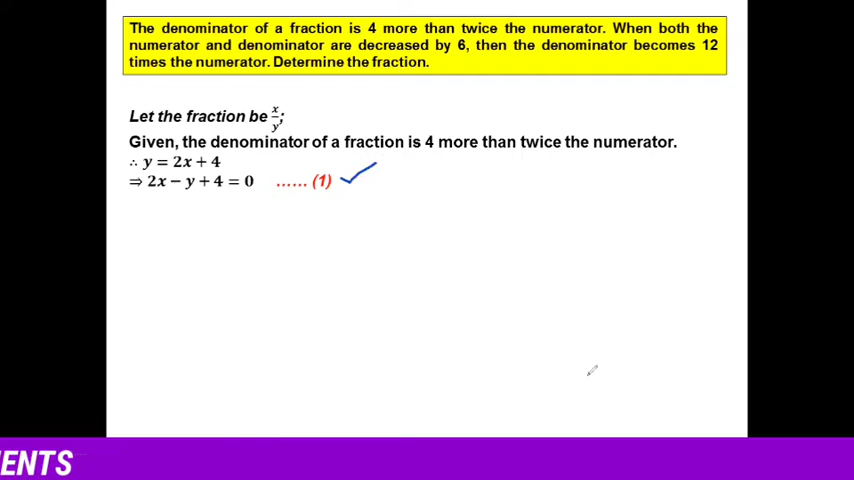 The denominator of a fraction is 4 more than twice the numerator. When both the
numerator and denominator are decreased by 6, then the denominator becomes 12
times the numerator. Determine the fraction.
Let the fraction be x/y;
Given, the denominator of a fraction is 4 more than twice the numerator.
∴ y = 2x + 4
⇒ 2x − y + 4 = 0 ...... (1)
ENTS